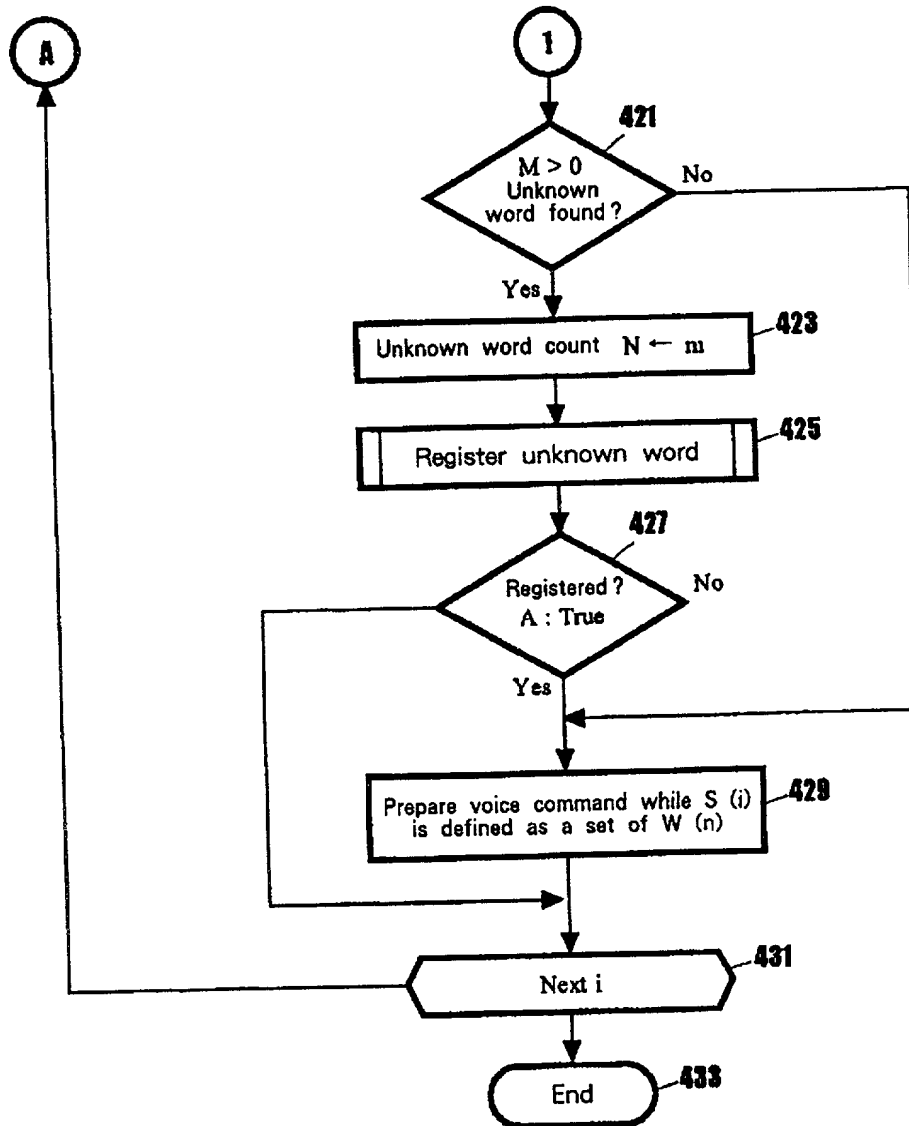 A
1
421
M > 0
Unknown
word found ?
No
Yes
423
Unknown word count N ← m
425
Register unknown word
427
Registered ?
A : True
No
Yes
429
Prepare voice command while S (i)
is defined as a set of W (n)
431
Next i
433
End